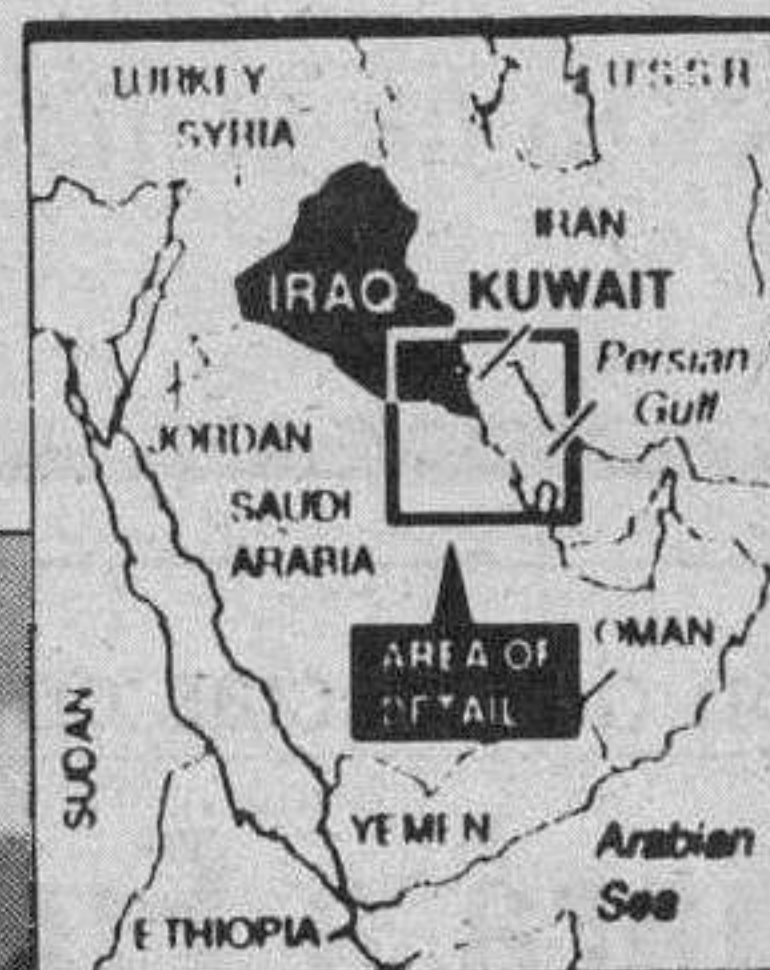 TURKEY
U.S.S.R
SYRIA
IRAN
IRAQ
KUWAIT
Persian
Gulf
JORDAN
SAUDI
ARABIA
OMAN
AREA OF
DETAIL
SUDAN
YEMEN
Arabian
Sea
ETHIOPIA